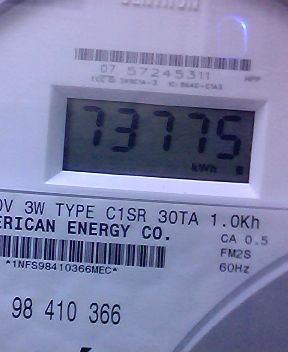 CENTRON
07 57245311
73775
kWh
0V 3W TYPE C1SR 30TA 1.0Kh
ERICAN ENERGY CO.
CA 0.5
FM2S
*1NFS98410366MEC*
60Hz
98 410 366